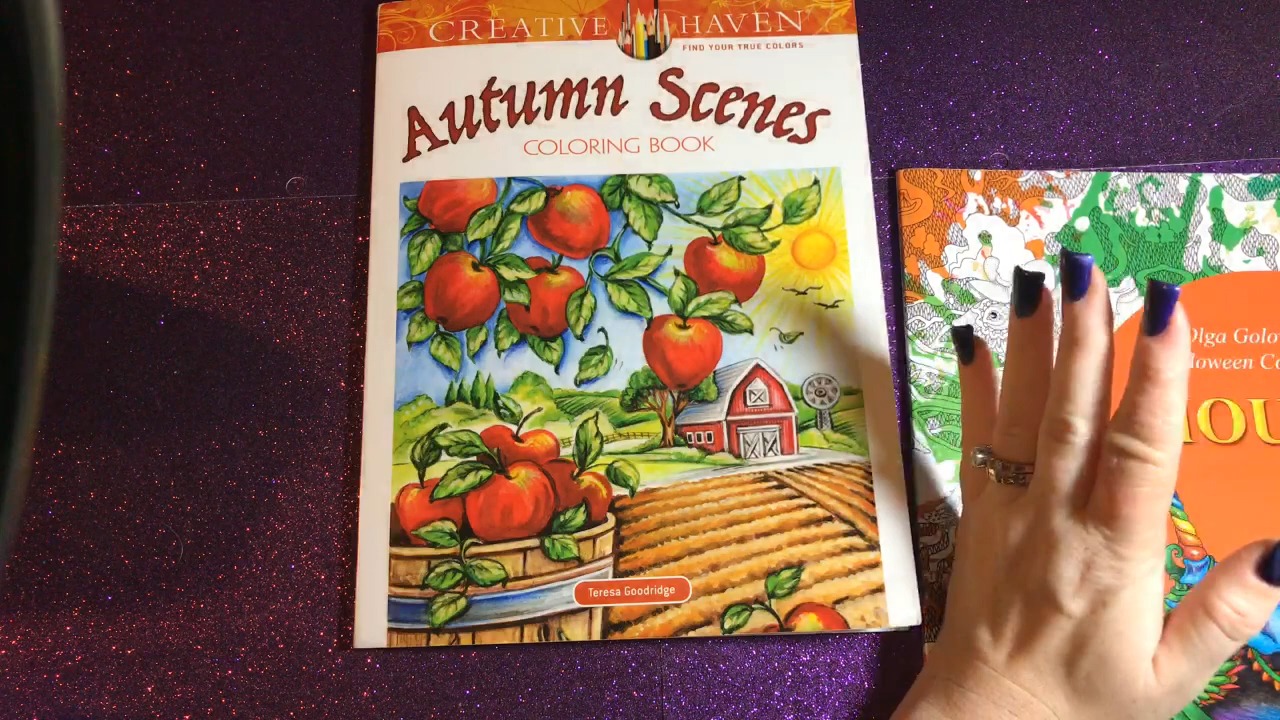 CREATIVE HAVEN
FIND YOUR TRUE COLORS
Autumn Scenes
COLORING BOOK
Teresa Goodridge